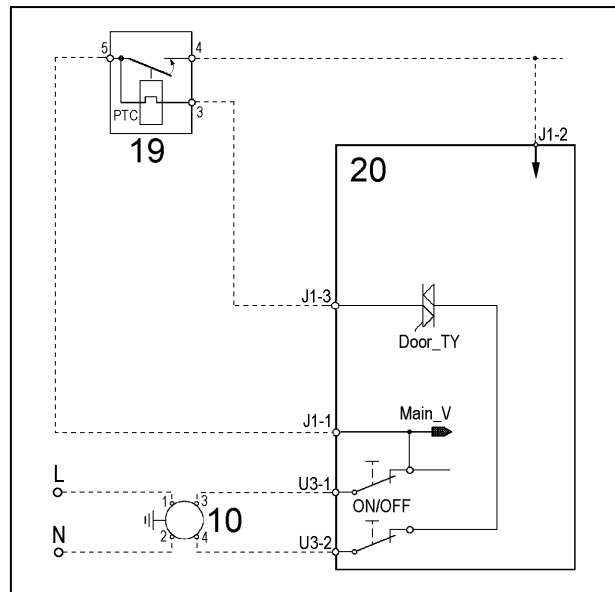 5
4
PTC
3
19
J1-2
20
J1-3
Door_TY
J1-1
Main_V
L
1
3
U3-1
ON/OFF
10
N
2
4
U3-2